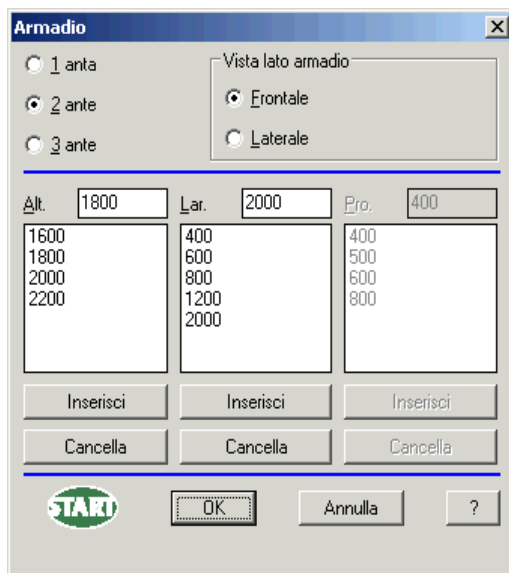 Armadio
1 anta
2 ante
3 ante
Vista lato armadio
Frontale
Laterale
Alt. 1800 Lar. 2000 Pro. 400
1600 400 400
1800 600 500
2000 800 600
2200 1200 800
2000
Inserisci Inserisci Inserisci
Cancella Cancella Cancella
START OK Annulla ?